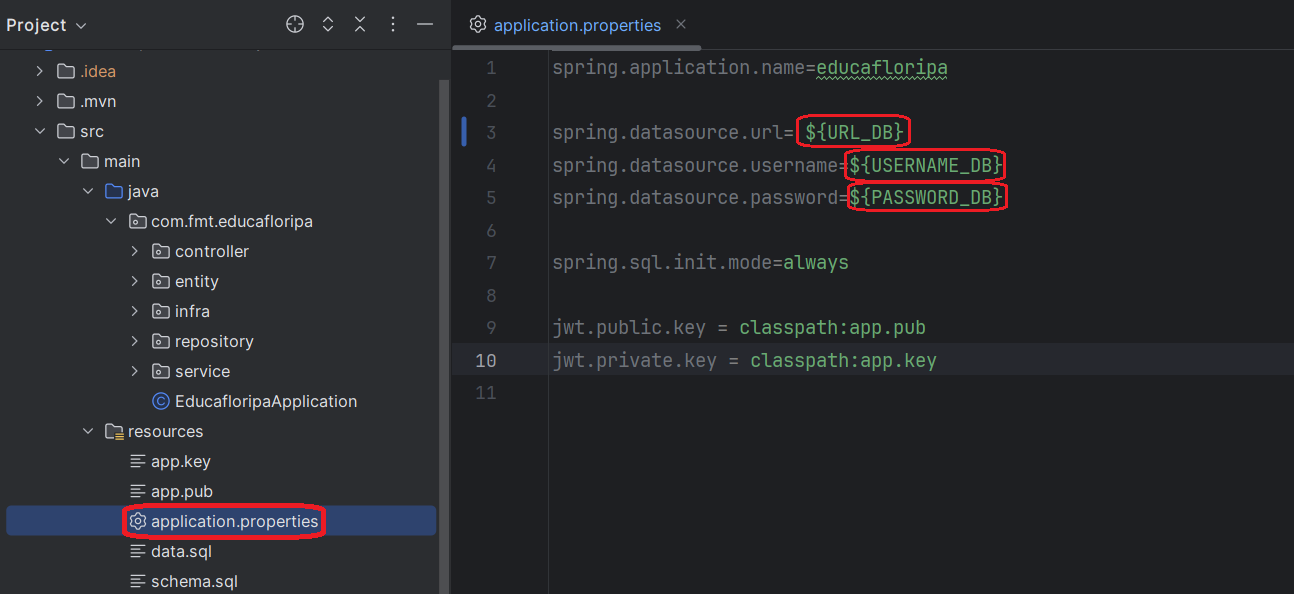 Project
.idea
.mvn
src
main
java
com.fmt.educafloripa
controller
entity
infra
repository
service
EducafloripaApplication
resources
app.key
app.pub
application.properties
data.sql
schema.sql
application.properties
1 spring.application.name=educafloripa
2
3 spring.datasource.url= ${URL_DB}
4 spring.datasource.username=${USERNAME_DB}
5 spring.datasource.password=${PASSWORD_DB}
6
7 spring.sql.init.mode=always
8
9 jwt.public.key = classpath:app.pub
10 jwt.private.key = classpath:app.key
11